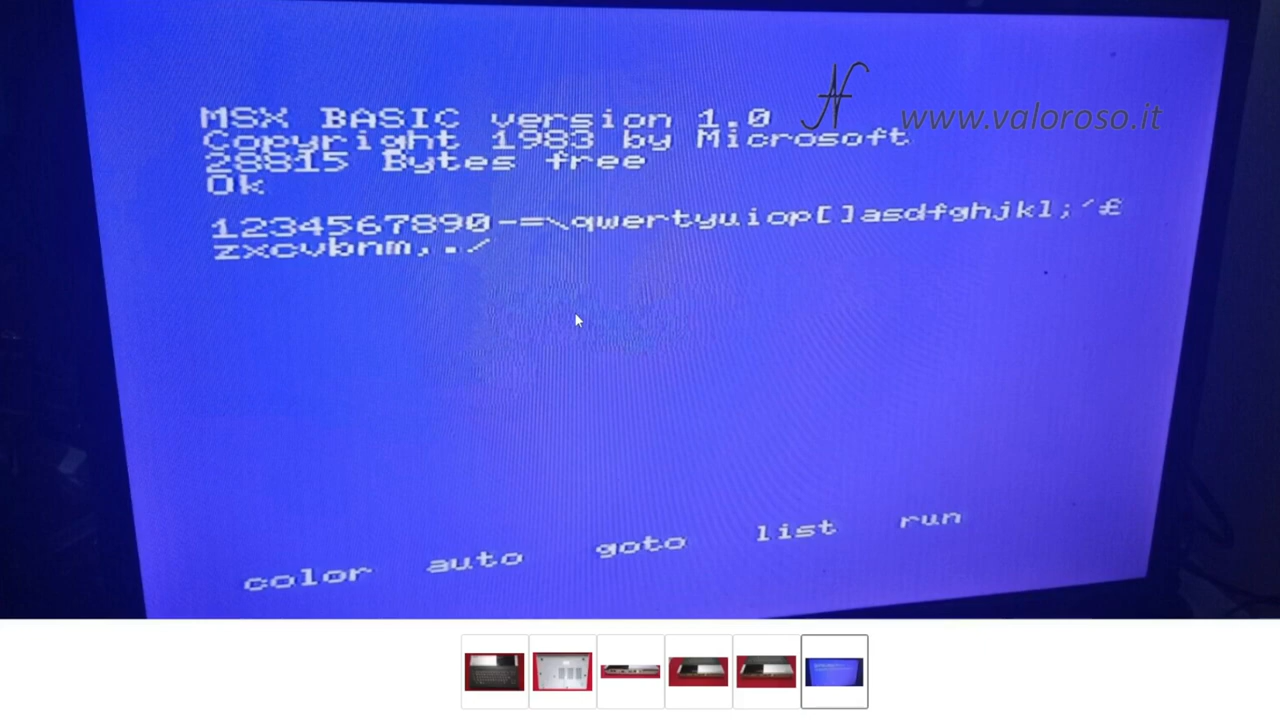 MSX BASIC version 1.0
Copyright 1983 by Microsoft
28815 Bytes free
Ok
1234567890-=\qwertyuiop[]asdfghjkl;´£
zxcvbnm,./
color auto goto list run
www.valoroso.it